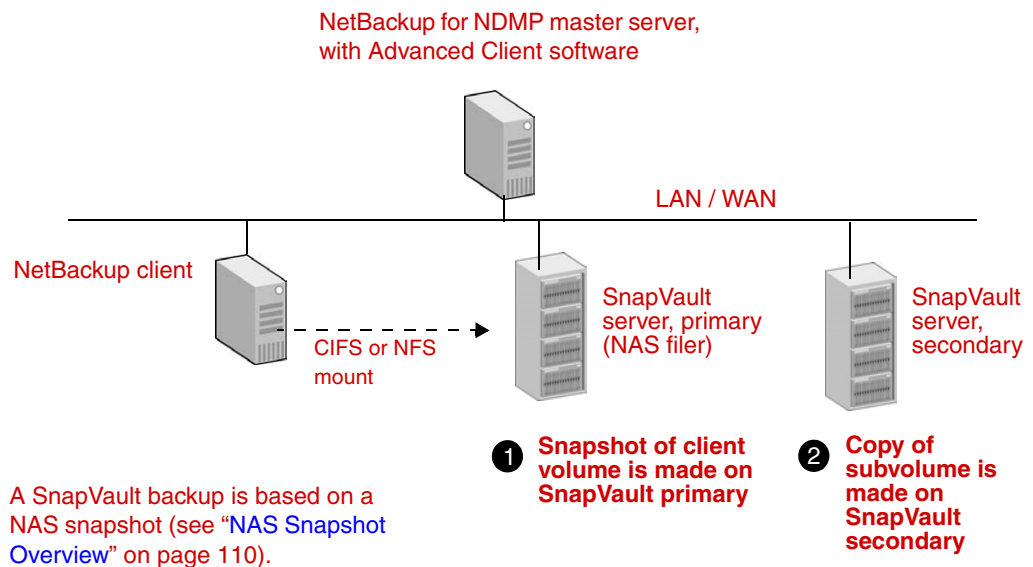 NetBackup for NDMP master server,
with Advanced Client software
LAN / WAN
NetBackup client
CIFS or NFS
mount
SnapVault
server, primary
(NAS filer)
SnapVault
server,
secondary
1 Snapshot of client
volume is made on
SnapVault primary
2 Copy of
subvolume is
made on
SnapVault
secondary
A SnapVault backup is based on a
NAS snapshot (see “NAS Snapshot
Overview” on page 110).